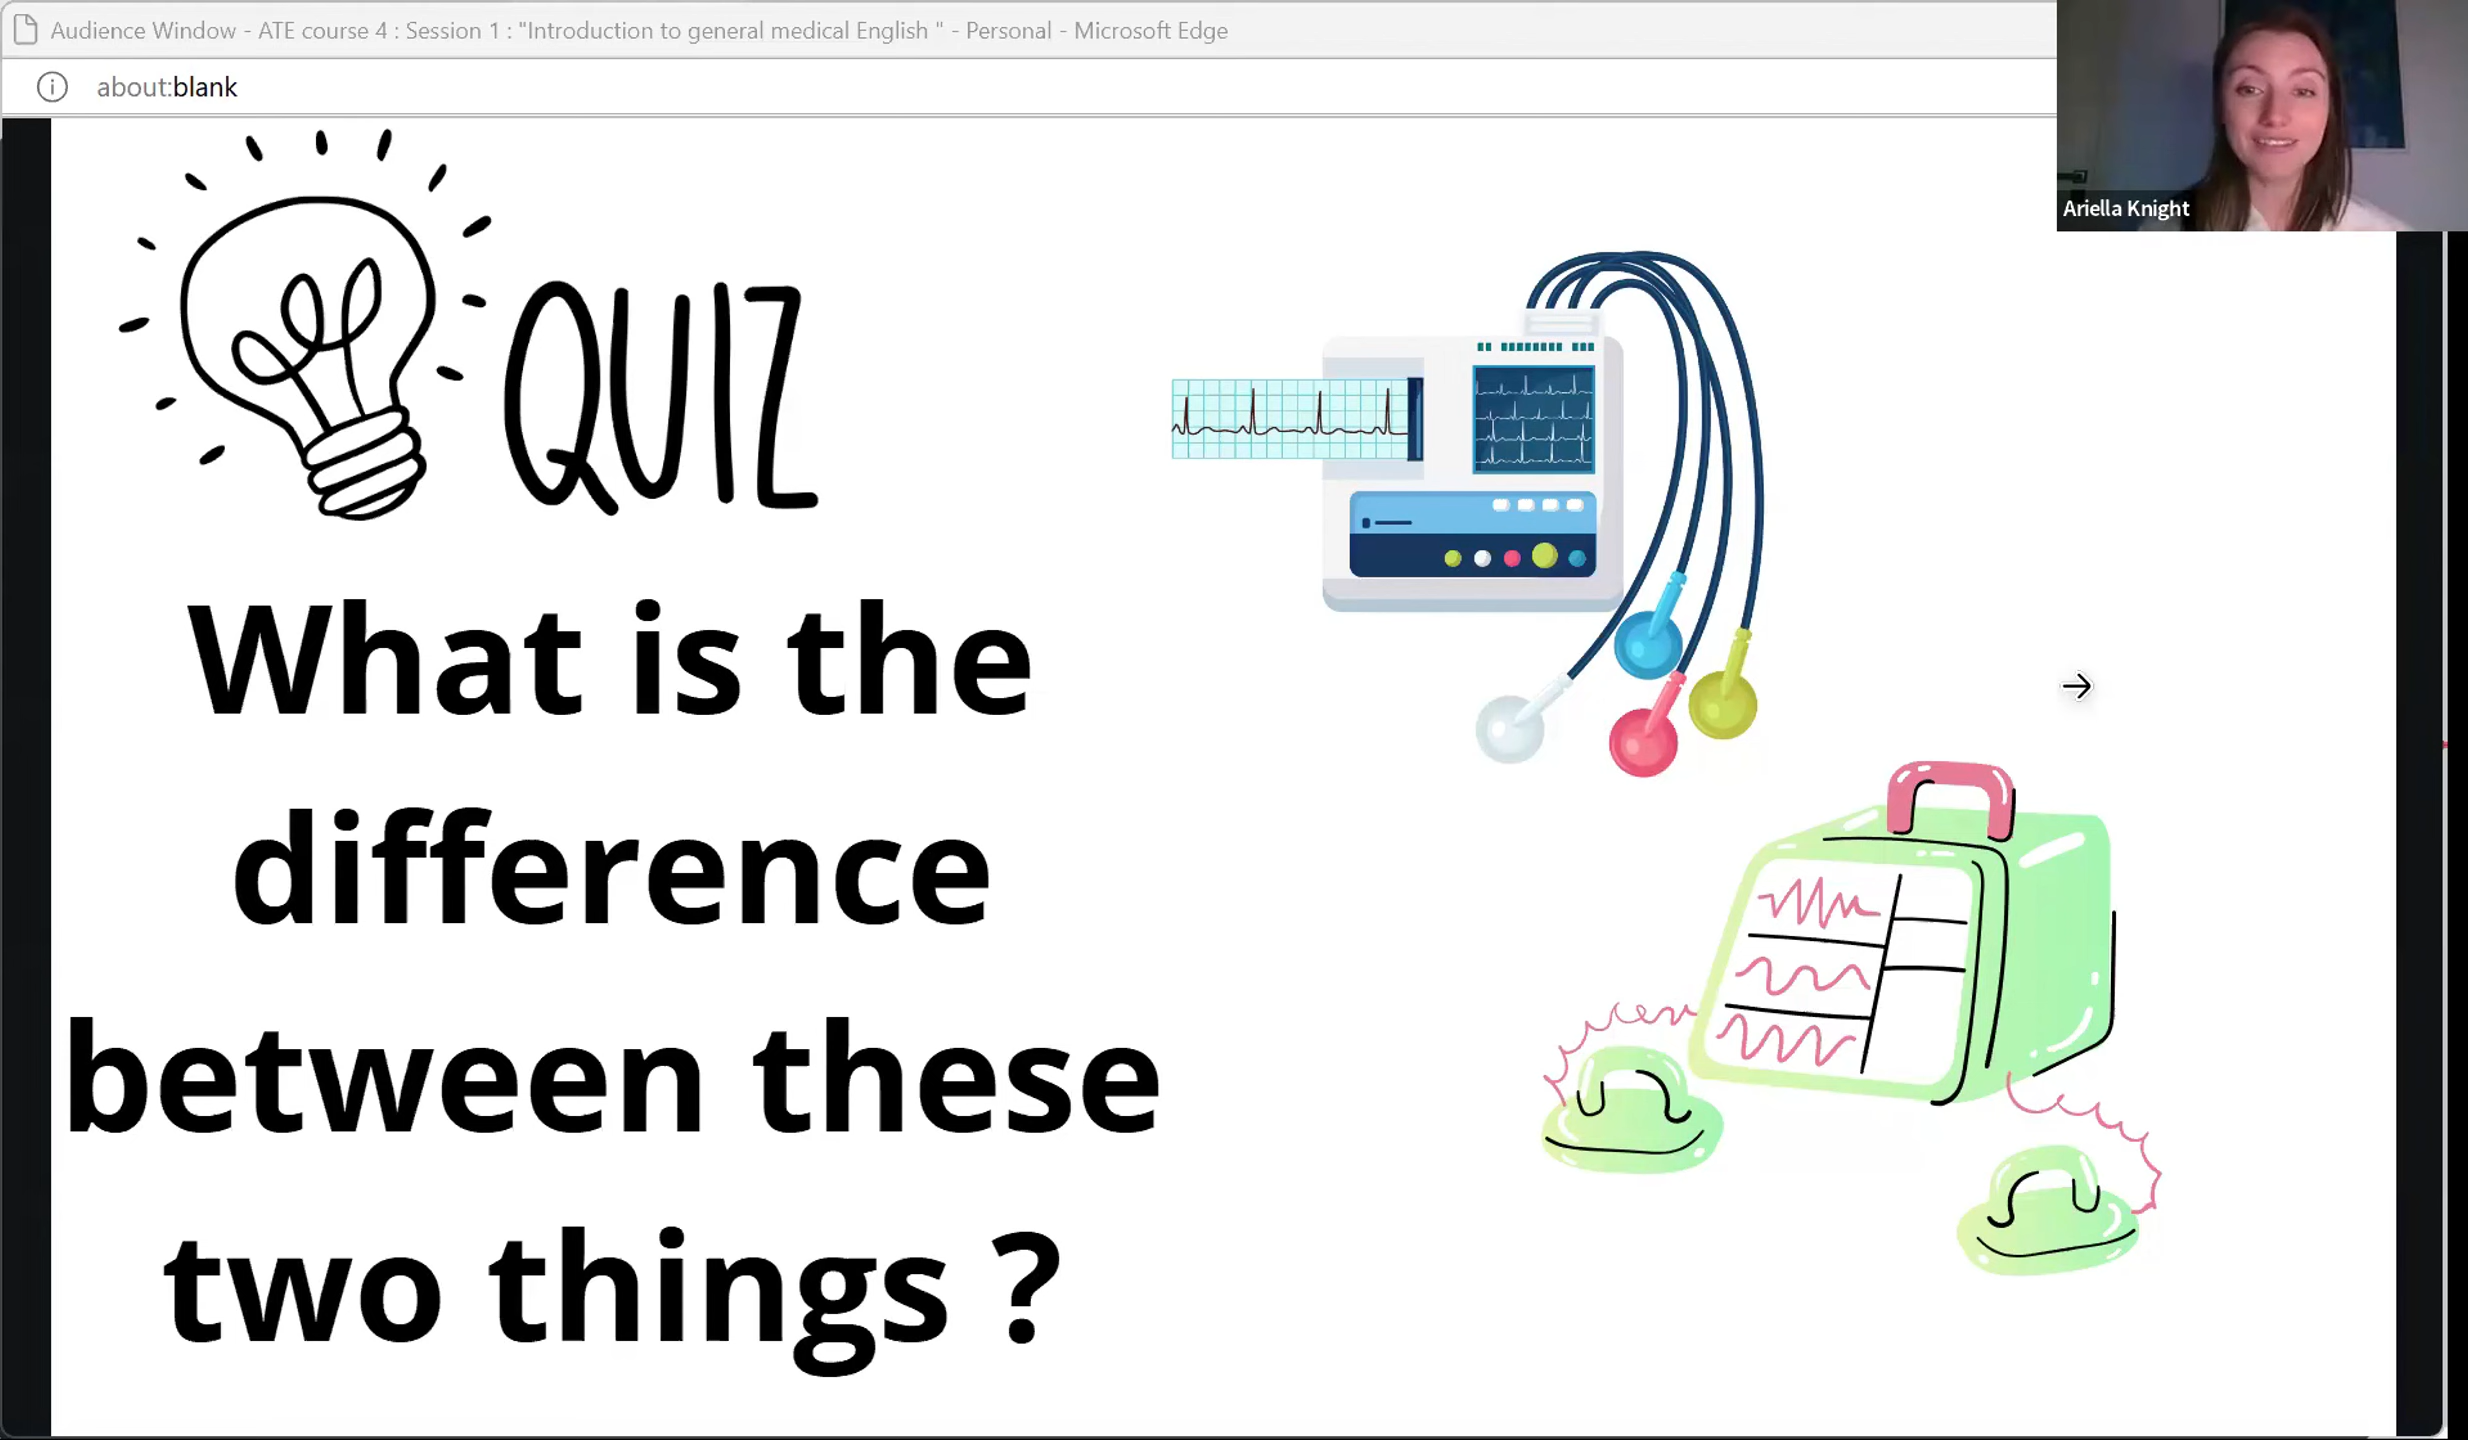 Audience Window - ATE course 4 : Session 1 : "Introduction to general medical English " - Personal - Microsoft Edge
about:blank
Ariella Knight
QUIZ
What is the
difference
between these
two things ?